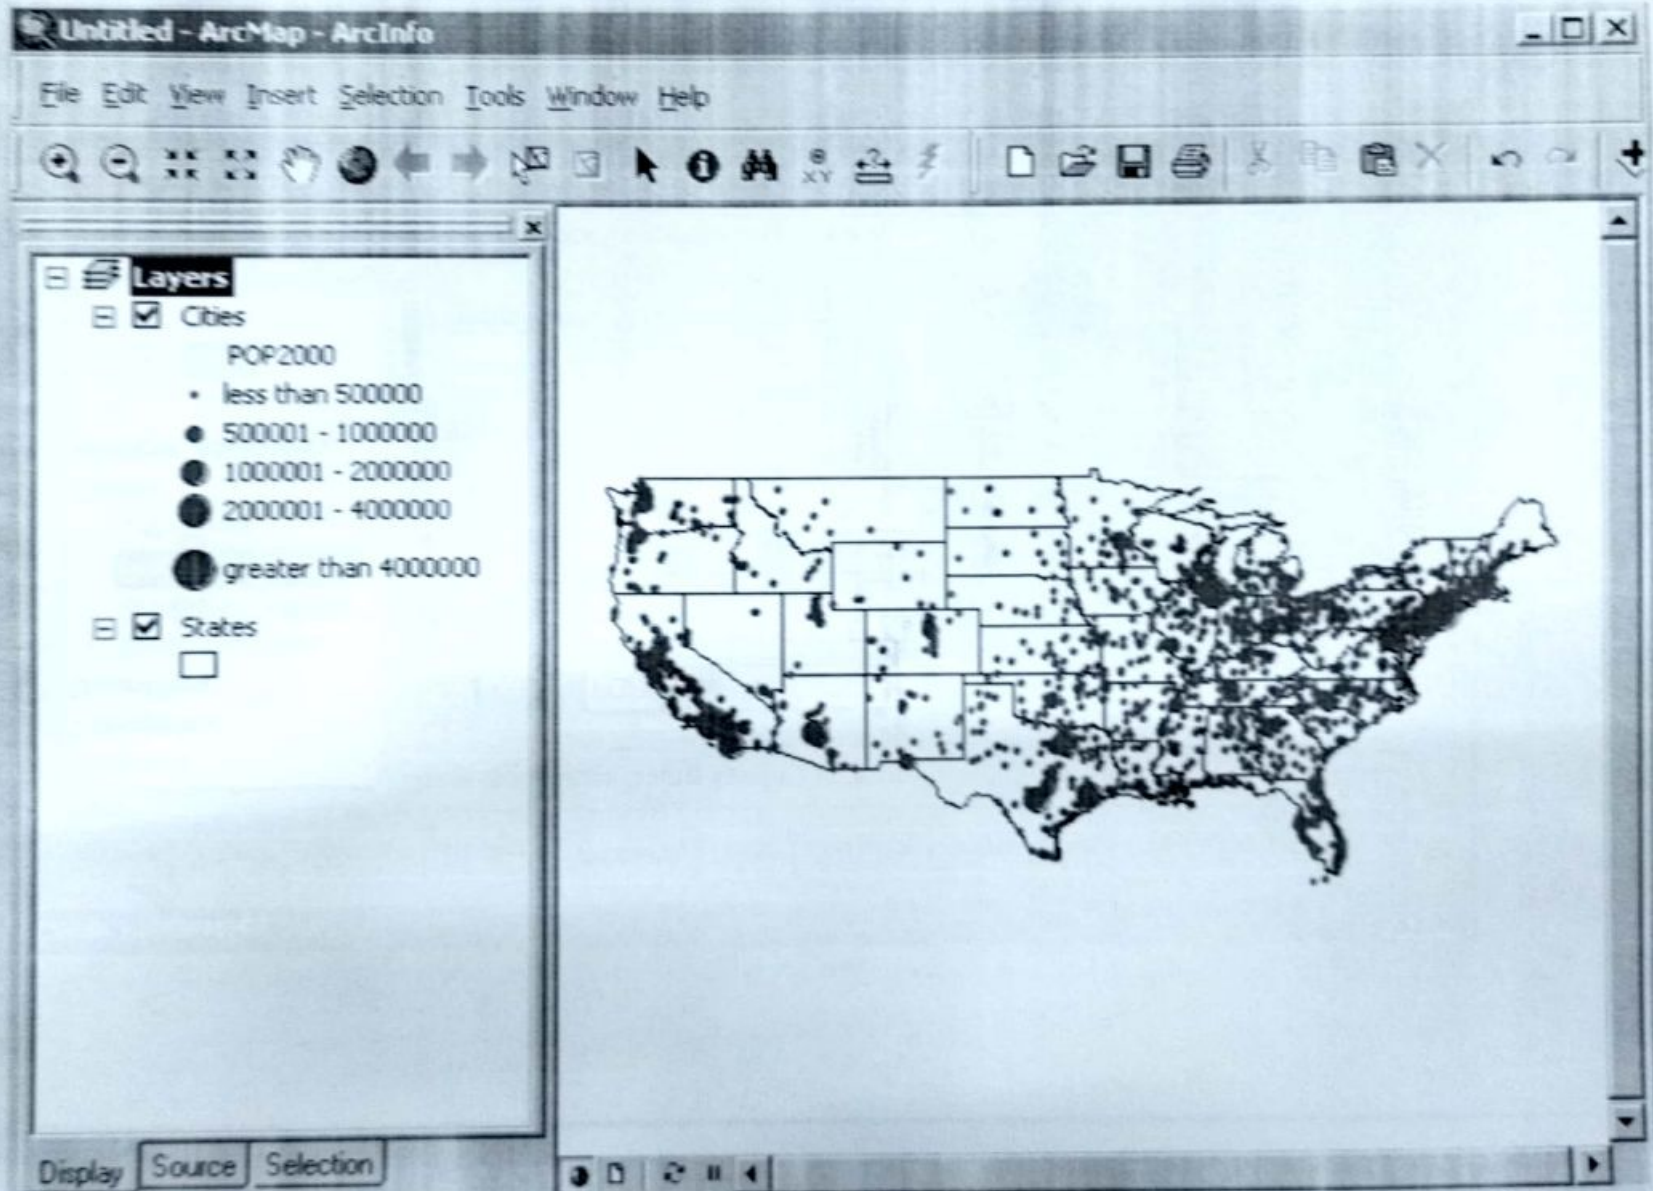 Untitled - ArcMap - ArcInfo
File Edit View Insert Selection Tools Window Help
XY
Layers
Cities
POP2000
less than 500000
500001 - 1000000
1000001 - 2000000
2000001 - 4000000
greater than 4000000
States
Display Source Selection